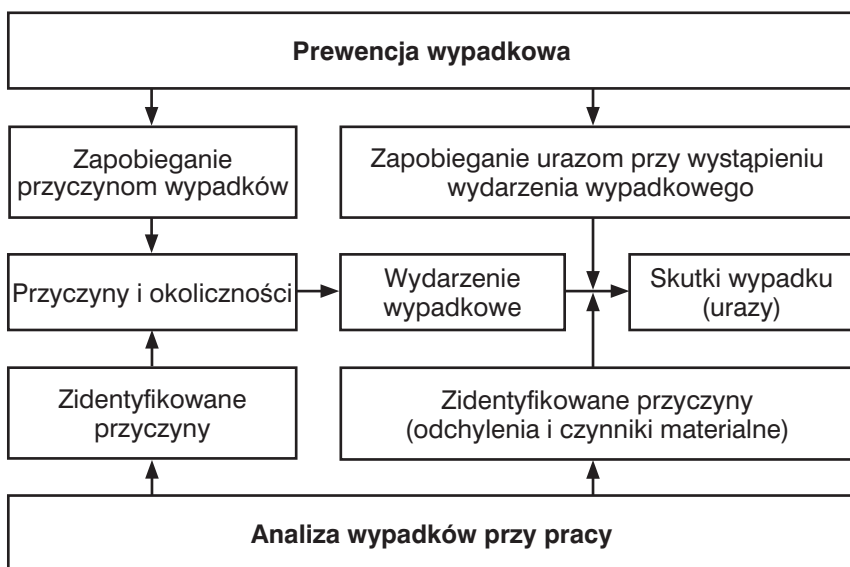 Prewencja wypadkowa
Zapobieganie
przyczynom wypadków
Zapobieganie urazom przy wystąpieniu
wydarzenia wypadkowego
Przyczyny i okoliczności
Wydarzenie
wypadkowe
Skutki wypadku
(urazy)
Zidentyfikowane
przyczyny
Zidentyfikowane przyczyny
(odchylenia i czynniki materialne)
Analiza wypadków przy pracy